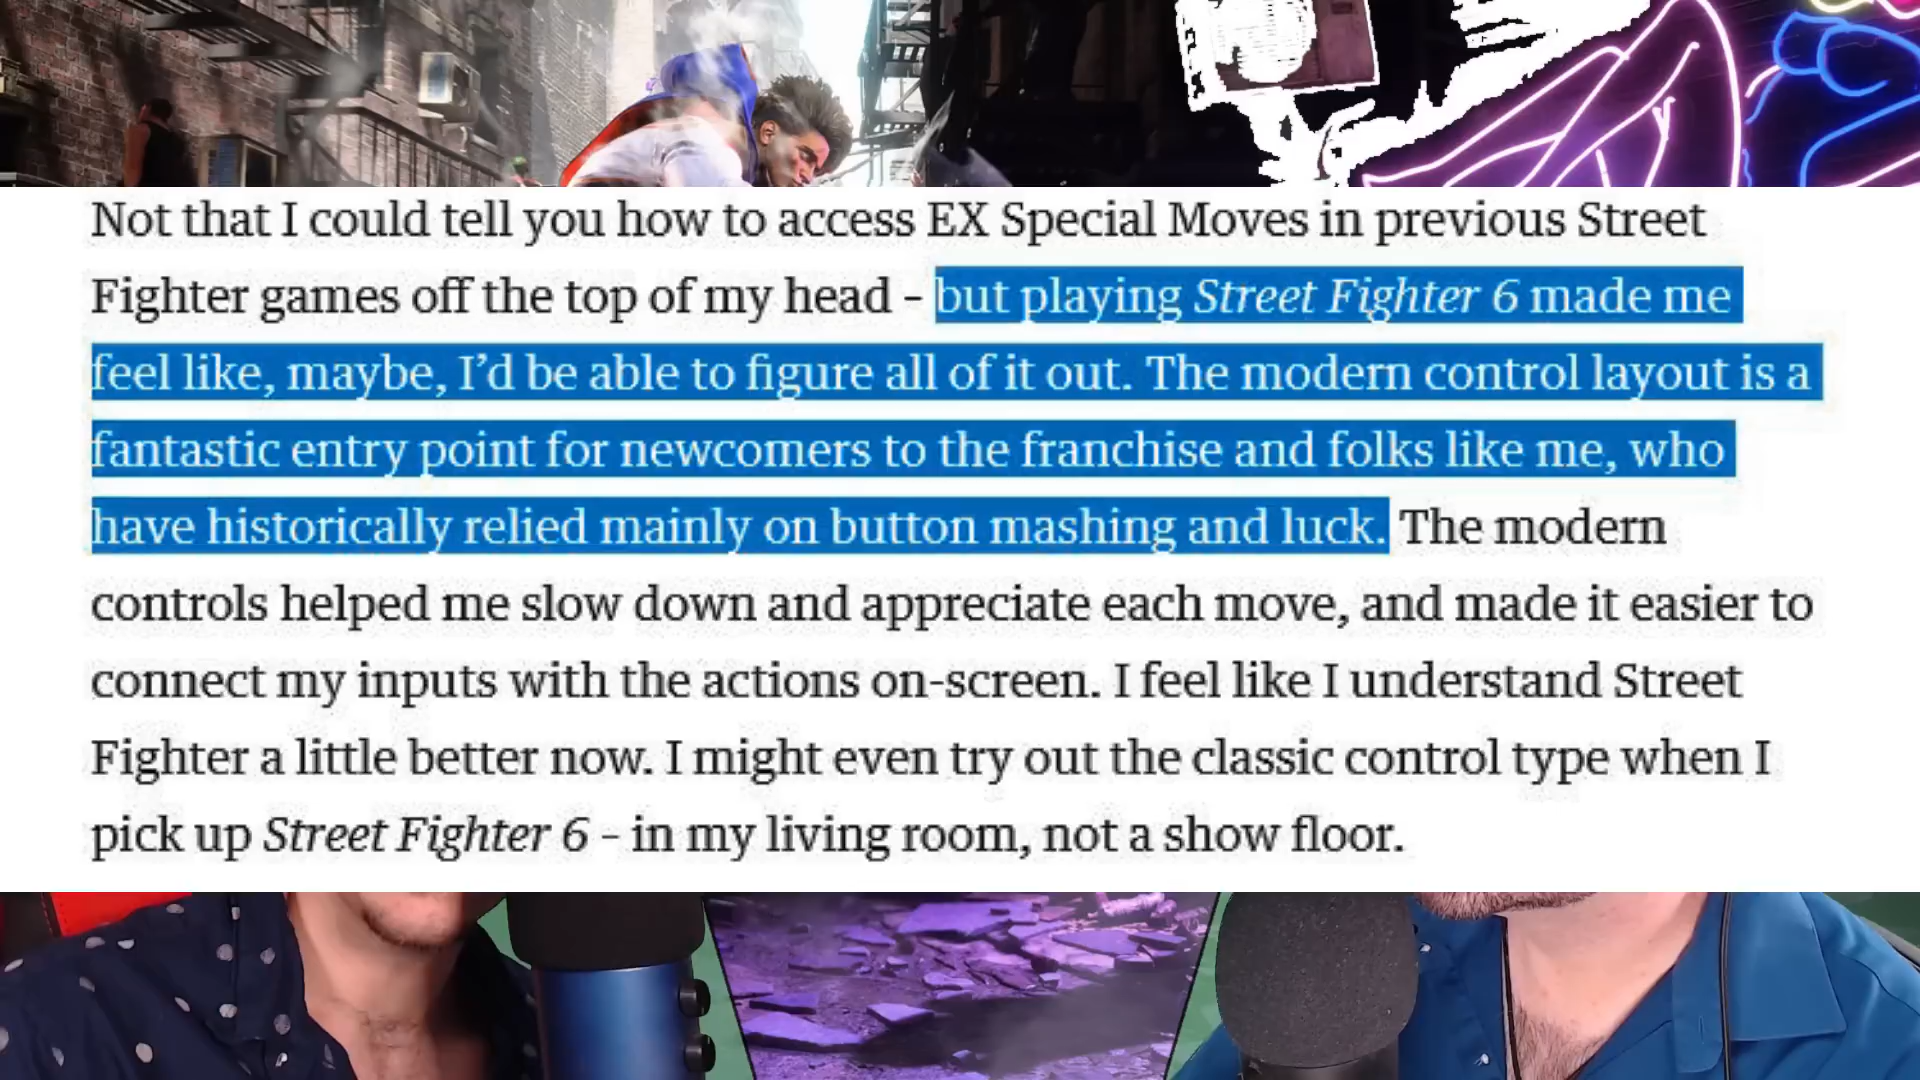 Not that I could tell you how to access EX Special Moves in previous Street
Fighter games off the top of my head – but playing Street Fighter 6 made me
feel like, maybe, I’d be able to figure all of it out. The modern control layout is a
fantastic entry point for newcomers to the franchise and folks like me, who
have historically relied mainly on button mashing and luck. The modern
controls helped me slow down and appreciate each move, and made it easier to
connect my inputs with the actions on-screen. I feel like I understand Street
Fighter a little better now. I might even try out the classic control type when I
pick up Street Fighter 6 – in my living room, not a show floor.